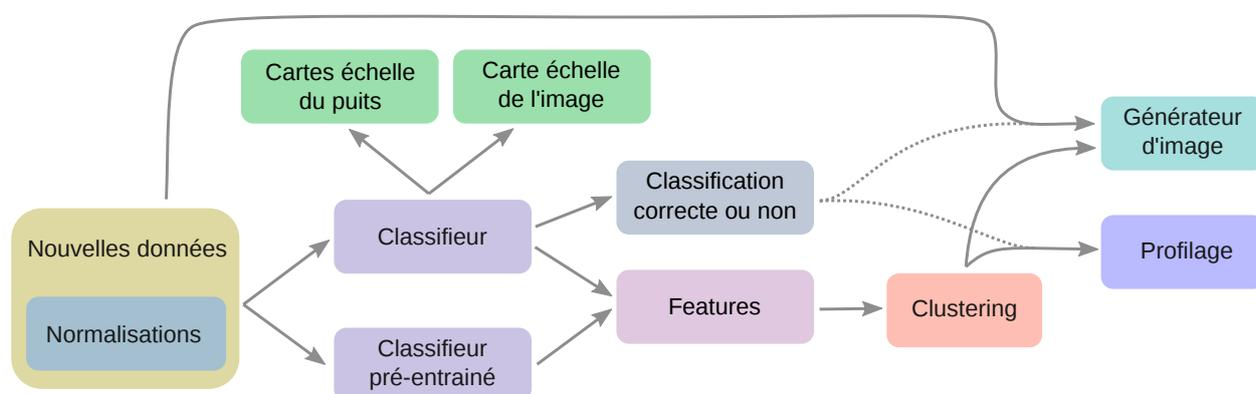 Cartes échelle
du puits
Carte échelle
de l'image
Générateur
d'image
Classification
correcte ou non
Nouvelles données
Classifieur
Profilage
Normalisations
Features
Clustering
Classifieur
pré-entrainé